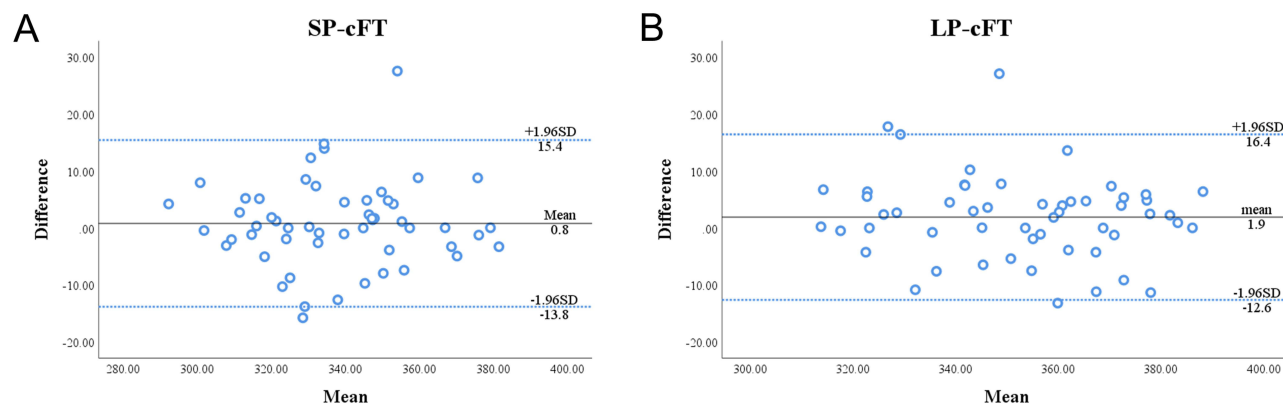 A
SP-cFT
30.00
20.00
10.00
.00
-10.00
-20.00
Difference
+1.96SD
15.4
Mean
0.8
-1.96SD
-13.8
280.00 300.00 320.00 340.00 360.00 380.00 400.00
Mean
B
LP-cFT
30.00
20.00
10.00
.00
-10.00
-20.00
Difference
+1.96SD
16.4
mean
1.9
-1.96SD
-12.6
300.00 320.00 340.00 360.00 380.00 400.00
Mean